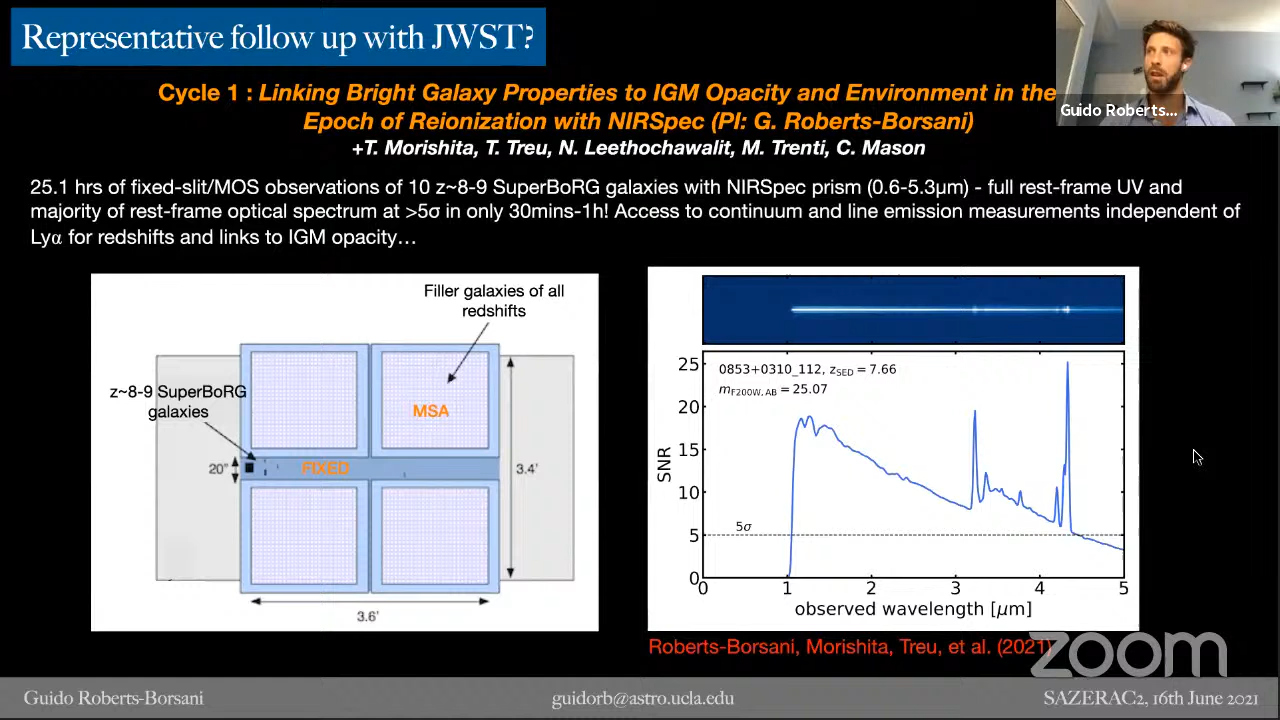 Representative follow up with JWST?
Cycle 1 : Linking Bright Galaxy Properties to IGM Opacity and Environment in the
Epoch of Reionization with NIRSpec (PI: G. Roberts-Borsani)
+T. Morishita, T. Treu, N. Leethochawalit, M. Trenti, C. Mason
Guido Roberts...
25.1 hrs of fixed-slit/MOS observations of 10 z~8-9 SuperBoRG galaxies with NIRSpec prism (0.6-5.3μm) - full rest-frame UV and
majority of rest-frame optical spectrum at >5σ in only 30mins-1h! Access to continuum and line emission measurements independent of
Lyα for redshifts and links to IGM opacity…
Filler galaxies of all
redshifts
z~8-9 SuperBoRG
galaxies
MSA
FIXED
20"
3.4'
3.6'
0853+0310_112, zSED = 7.66
mF200W, AB = 25.07
SNR
25
20
15
10
5
0
5σ
0 1 2 3 4 5
observed wavelength [μm]
Roberts-Borsani, Morishita, Treu, et al. (2021)
zoom
Guido Roberts-Borsani
guidorb@astro.ucla.edu
SAZERAC2, 16th June 2021